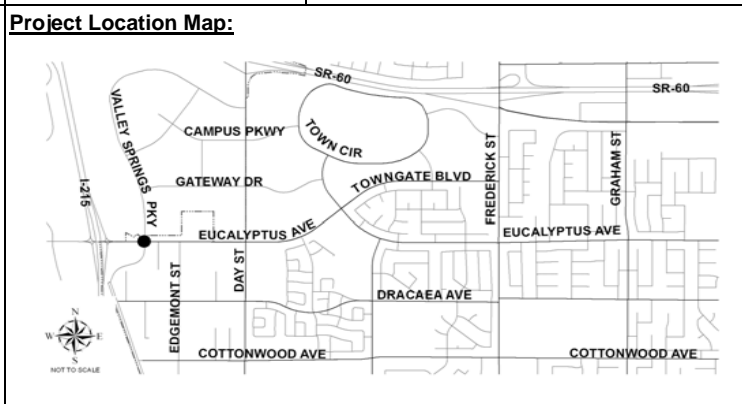 Project Location Map:
SR-60
SR-60
VALLEY SPRINGS PKY
CAMPUS PKWY
TOWN CIR
I-215
GATEWAY DR
TOWNGATE BLVD
FREDERICK ST
GRAHAM ST
EUCALYPTUS AVE
EUCALYPTUS AVE
EDGEMONT ST
DAY ST
DRACAEA AVE
COTTONWOOD AVE
COTTONWOOD AVE
N
W E
S
NOT TO SCALE